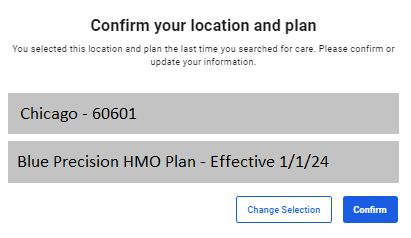 Confirm your location and plan
You selected this location and plan the last time you searched for care. Please confirm or
update your information.
Chicago - 60601
Blue Precision HMO Plan - Effective 1/1/24
Change Selection
Confirm